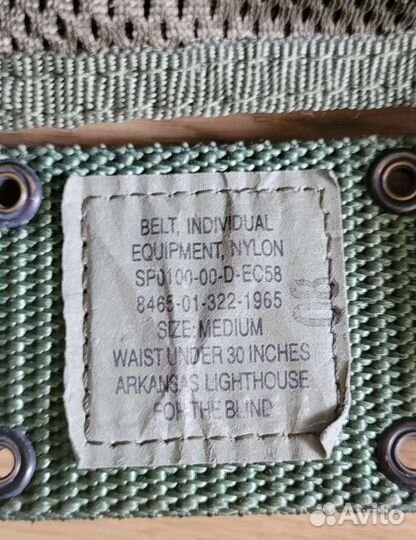 BELT, INDIVIDUAL
EQUIPMENT, NYLON
SP0100-00-D-EC58
8465-01-322-1965
SIZE: MEDIUM
WAIST UNDER 30 INCHES
ARKANSAS LIGHTHOUSE
FOR THE BLIND
Avito